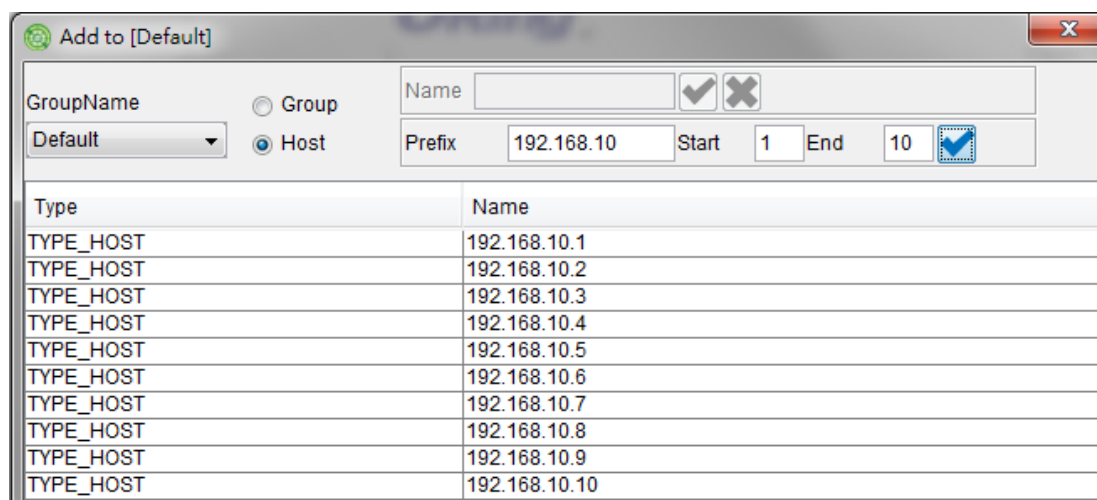 Add to [Default]
GroupName
Default
Group
Host
Name
Prefix 192.168.10 Start 1 End 10
Type Name
TYPE_HOST 192.168.10.1
TYPE_HOST 192.168.10.2
TYPE_HOST 192.168.10.3
TYPE_HOST 192.168.10.4
TYPE_HOST 192.168.10.5
TYPE_HOST 192.168.10.6
TYPE_HOST 192.168.10.7
TYPE_HOST 192.168.10.8
TYPE_HOST 192.168.10.9
TYPE_HOST 192.168.10.10